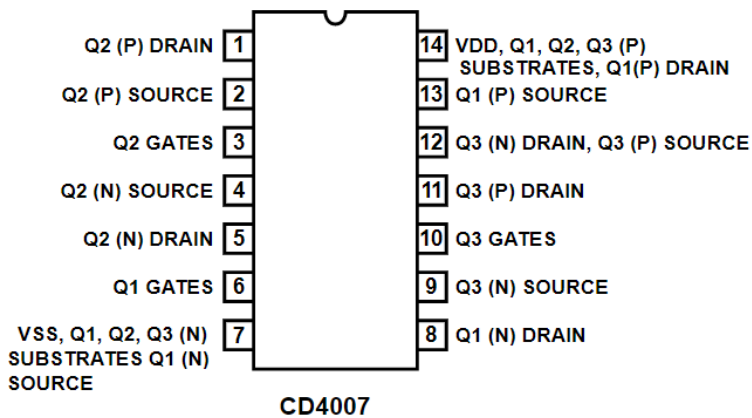 Q2 (P) DRAIN 1
Q2 (P) SOURCE 2
Q2 GATES 3
Q2 (N) SOURCE 4
Q2 (N) DRAIN 5
Q1 GATES 6
VSS, Q1, Q2, Q3 (N) 7
SUBSTRATES Q1 (N)
SOURCE
14 VDD, Q1, Q2, Q3 (P)
SUBSTRATES, Q1(P) DRAIN
13 Q1 (P) SOURCE
12 Q3 (N) DRAIN, Q3 (P) SOURCE
11 Q3 (P) DRAIN
10 Q3 GATES
9 Q3 (N) SOURCE
8 Q1 (N) DRAIN
CD4007